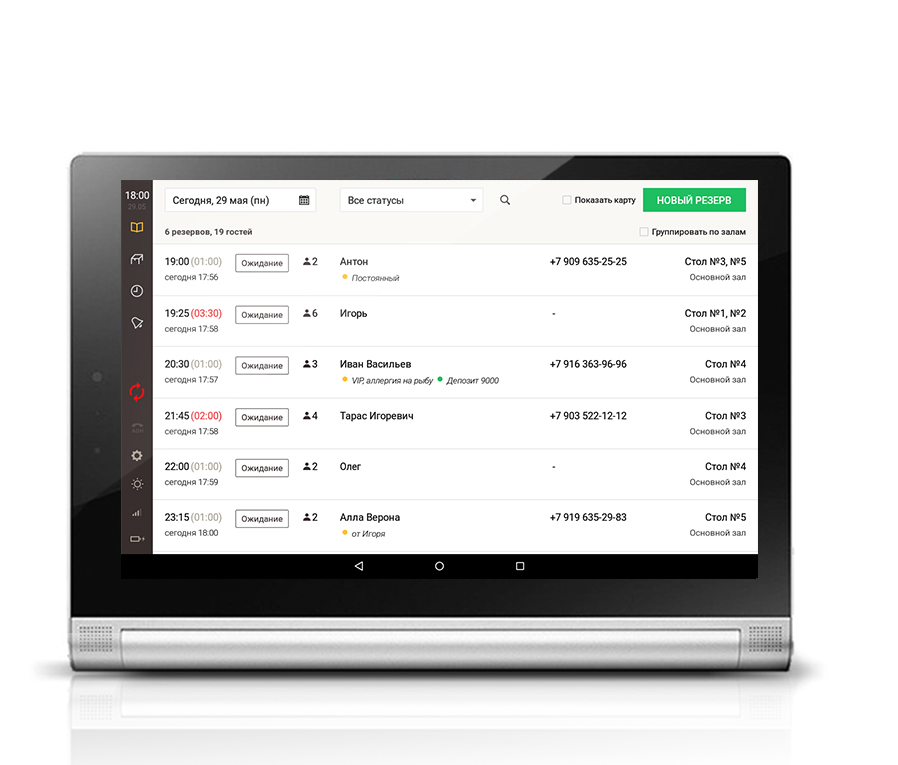 18:00
29.05
Сегодня, 29 мая (пн)
Все статусы
Показать карту
НОВЫЙ РЕЗЕРВ
6 резервов, 19 гостей
Группировать по залам
19:00 (01:00) Ожидание 2 Антон +7 909 635-25-25 Стол №3, №5
сегодня 17:56 Постоянный Основной зал
19:25 (03:30) Ожидание 6 Игорь - Стол №1, №2
сегодня 17:58 Основной зал
20:30 (01:00) Ожидание 3 Иван Васильев +7 916 363-96-96 Стол №4
сегодня 17:57 VIP, аллергия на рыбу Депозит 9000 Основной зал
21:45 (02:00) Ожидание 4 Тарас Игоревич +7 903 522-12-12 Стол №3
сегодня 17:58 Основной зал
22:00 (01:00) Ожидание 2 Олег - Стол №4
сегодня 17:59 Основной зал
23:15 (01:00) Ожидание 2 Алла Верона +7 919 635-29-83 Стол №5
сегодня 18:00 от Игоря Основной зал